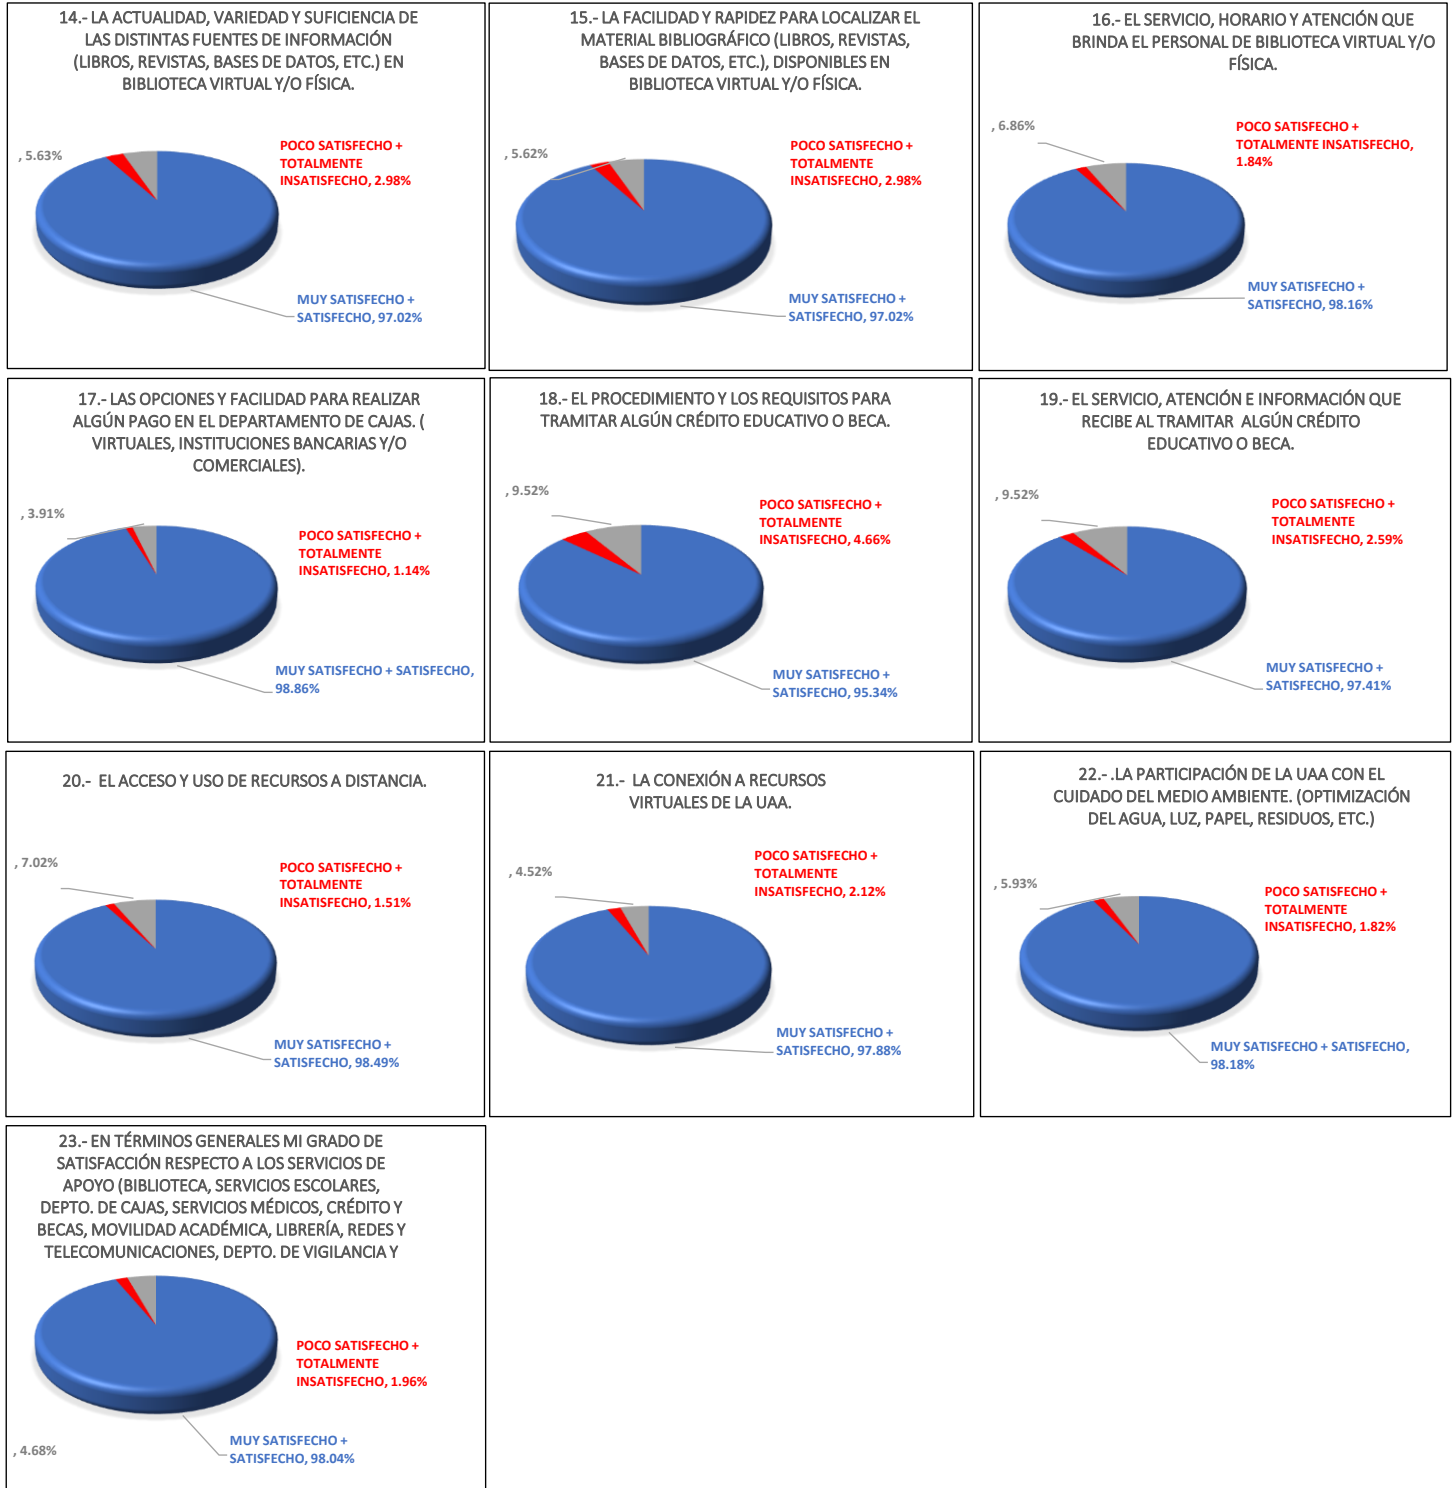 14.- LA ACTUALIDAD, VARIEDAD Y SUFICIENCIA DE
LAS DISTINTAS FUENTES DE INFORMACIÓN
(LIBROS, REVISTAS, BASES DE DATOS, ETC.) EN
BIBLIOTECA VIRTUAL Y/O FÍSICA.
, 5.63%
POCO SATISFECHO +
TOTALMENTE
INSATISFECHO, 2.98%
MUY SATISFECHO +
SATISFECHO, 97.02%
15.- LA FACILIDAD Y RAPIDEZ PARA LOCALIZAR EL
MATERIAL BIBLIOGRÁFICO (LIBROS, REVISTAS,
BASES DE DATOS, ETC.), DISPONIBLES EN
BIBLIOTECA VIRTUAL Y/O FÍSICA.
, 5.62%
POCO SATISFECHO +
TOTALMENTE
INSATISFECHO, 2.98%
MUY SATISFECHO +
SATISFECHO, 97.02%
16.- EL SERVICIO, HORARIO Y ATENCIÓN QUE
BRINDA EL PERSONAL DE BIBLIOTECA VIRTUAL Y/O
FÍSICA.
, 6.86%
POCO SATISFECHO +
TOTALMENTE INSATISFECHO,
1.84%
MUY SATISFECHO +
SATISFECHO, 98.16%
17.- LAS OPCIONES Y FACILIDAD PARA REALIZAR
ALGÚN PAGO EN EL DEPARTAMENTO DE CAJAS. (
VIRTUALES, INSTITUCIONES BANCARIAS Y/O
COMERCIALES).
, 3.91%
POCO SATISFECHO +
TOTALMENTE
INSATISFECHO, 1.14%
MUY SATISFECHO + SATISFECHO,
98.86%
18.- EL PROCEDIMIENTO Y LOS REQUISITOS PARA
TRAMITAR ALGÚN CRÉDITO EDUCATIVO O BECA.
, 9.52%
POCO SATISFECHO +
TOTALMENTE
INSATISFECHO, 4.66%
MUY SATISFECHO +
SATISFECHO, 95.34%
19.- EL SERVICIO, ATENCIÓN E INFORMACIÓN QUE
RECIBE AL TRAMITAR ALGÚN CRÉDITO
EDUCATIVO O BECA.
, 9.52%
POCO SATISFECHO +
TOTALMENTE
INSATISFECHO, 2.59%
MUY SATISFECHO +
SATISFECHO, 97.41%
20.- EL ACCESO Y USO DE RECURSOS A DISTANCIA.
, 7.02%
POCO SATISFECHO +
TOTALMENTE
INSATISFECHO, 1.51%
MUY SATISFECHO +
SATISFECHO, 98.49%
21.- LA CONEXIÓN A RECURSOS
VIRTUALES DE LA UAA.
, 4.52%
POCO SATISFECHO +
TOTALMENTE
INSATISFECHO, 2.12%
MUY SATISFECHO +
SATISFECHO, 97.88%
22.- .LA PARTICIPACIÓN DE LA UAA CON EL
CUIDADO DEL MEDIO AMBIENTE. (OPTIMIZACIÓN
DEL AGUA, LUZ, PAPEL, RESIDUOS, ETC.)
, 5.93%
POCO SATISFECHO +
TOTALMENTE
INSATISFECHO, 1.82%
MUY SATISFECHO + SATISFECHO,
98.18%
23.- EN TÉRMINOS GENERALES MI GRADO DE
SATISFACCIÓN RESPECTO A LOS SERVICIOS DE
APOYO (BIBLIOTECA, SERVICIOS ESCOLARES,
DEPTO. DE CAJAS, SERVICIOS MÉDICOS, CRÉDITO Y
BECAS, MOVILIDAD ACADÉMICA, LIBRERÍA, REDES Y
TELECOMUNICACIONES, DEPTO. DE VIGILANCIA Y
POCO SATISFECHO +
TOTALMENTE
INSATISFECHO, 1.96%
MUY SATISFECHO +
SATISFECHO, 98.04%
, 4.68%